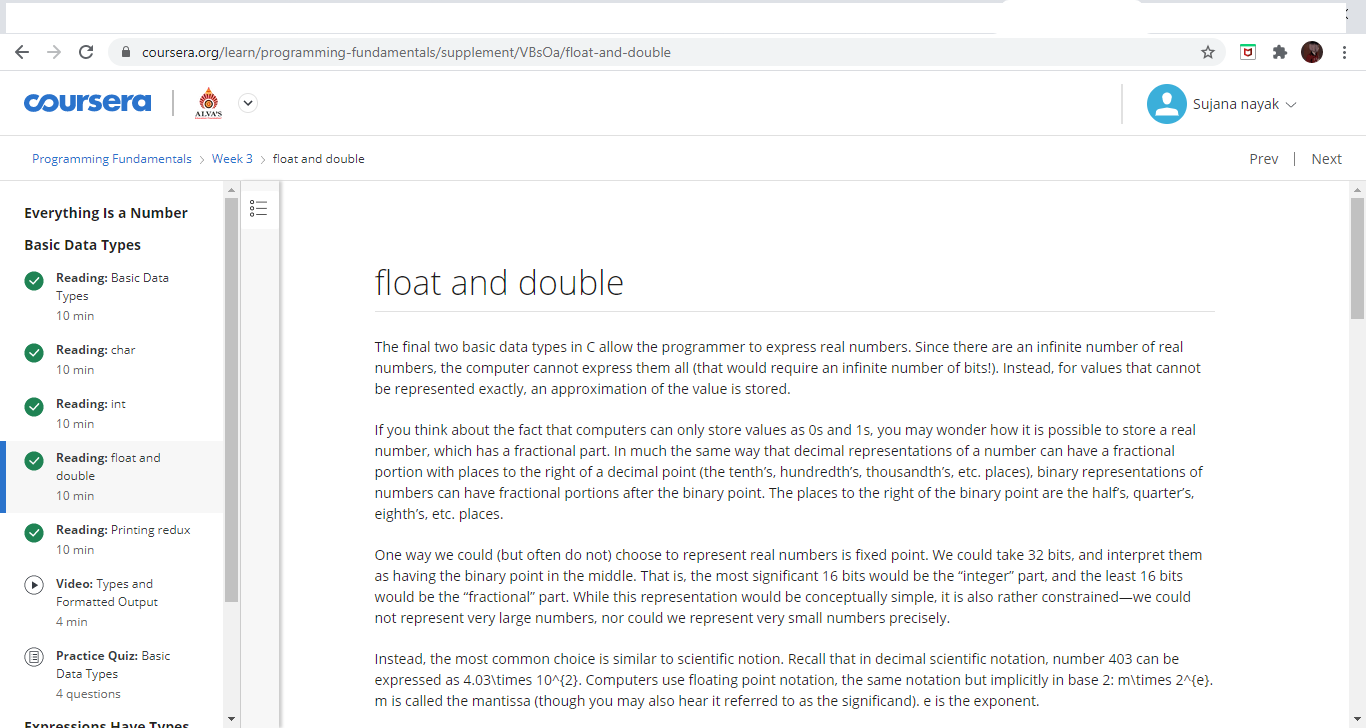 coursera.org/learn/programming-fundamentals/supplement/VBsOa/float-and-double
coursera
ALVA'S
Sujana nayak
Programming Fundamentals > Week 3 > float and double
Prev | Next
Everything Is a Number
Basic Data Types
Reading: Basic Data
Types
10 min
Reading: char
10 min
Reading: int
10 min
Reading: float and
double
10 min
Reading: Printing redux
10 min
Video: Types and
Formatted Output
4 min
Practice Quiz: Basic
Data Types
4 questions
Expressions Have Types
float and double
The final two basic data types in C allow the programmer to express real numbers. Since there are an infinite number of real
numbers, the computer cannot express them all (that would require an infinite number of bits!). Instead, for values that cannot
be represented exactly, an approximation of the value is stored.
If you think about the fact that computers can only store values as 0s and 1s, you may wonder how it is possible to store a real
number, which has a fractional part. In much the same way that decimal representations of a number can have a fractional
portion with places to the right of a decimal point (the tenth’s, hundredth’s, thousandth’s, etc. places), binary representations of
numbers can have fractional portions after the binary point. The places to the right of the binary point are the half’s, quarter’s,
eighth’s, etc. places.
One way we could (but often do not) choose to represent real numbers is fixed point. We could take 32 bits, and interpret them
as having the binary point in the middle. That is, the most significant 16 bits would be the “integer” part, and the least 16 bits
would be the “fractional” part. While this representation would be conceptually simple, it is also rather constrained—we could
not represent very large numbers, nor could we represent very small numbers precisely.
Instead, the most common choice is similar to scientific notion. Recall that in decimal scientific notation, number 403 can be
expressed as 4.03\times 10^{2}. Computers use floating point notation, the same notation but implicitly in base 2: m\times 2^{e}.
m is called the mantissa (though you may also hear it referred to as the significand). e is the exponent.